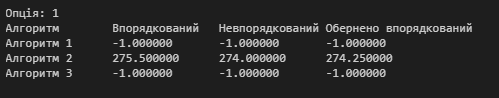 Опція: 1
Алгоритм Впорядкований Невпорядкований Обернено впорядкований
Алгоритм 1 -1.000000 -1.000000 -1.000000
Алгоритм 2 275.500000 274.000000 274.250000
Алгоритм 3 -1.000000 -1.000000 -1.000000